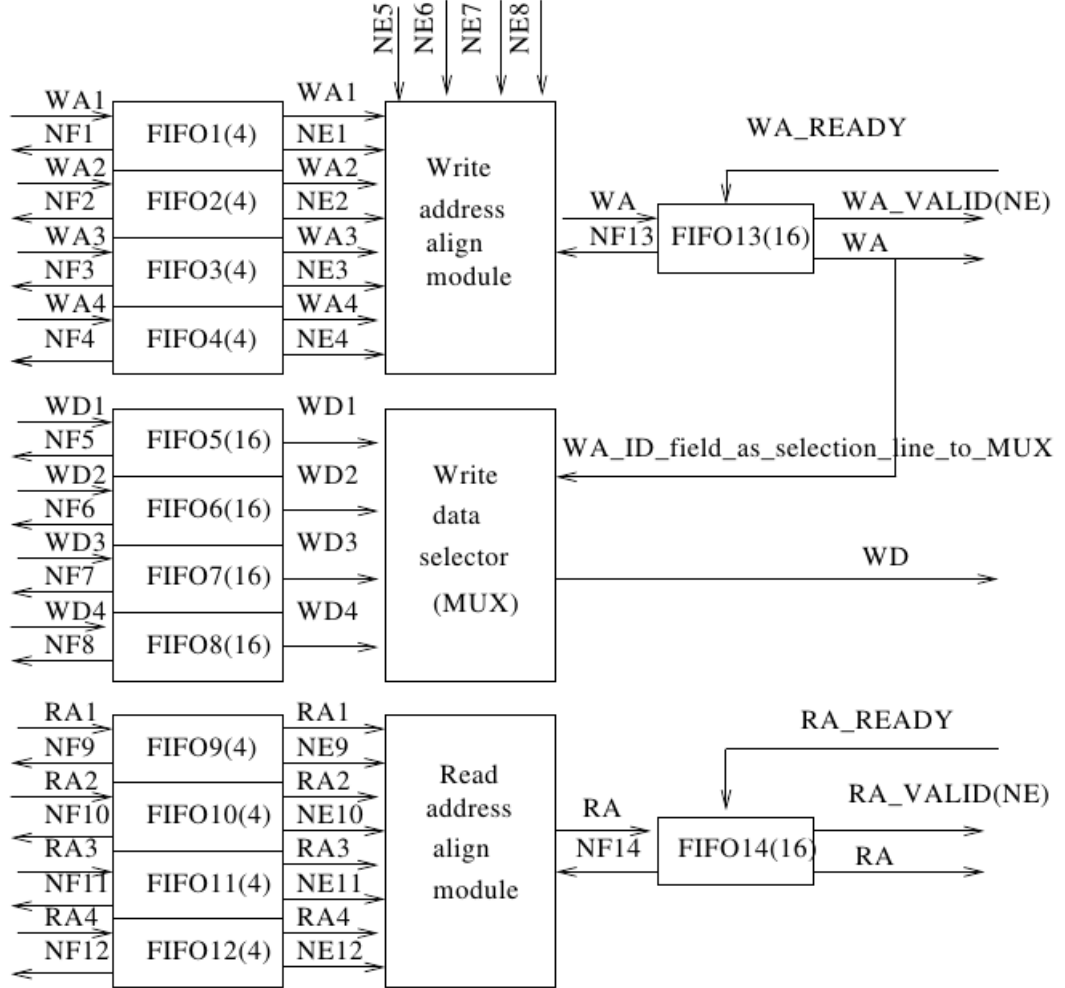 NE5
NE6
NE7
NE8
WA1
NF1
WA2
NF2
WA3
NF3
WA4
NF4
FIFO1(4)
FIFO2(4)
FIFO3(4)
FIFO4(4)
WA1
NE1
WA2
NE2
WA3
NE3
WA4
NE4
Write
address
align
module
WA
NF13
FIFO13(16)
WA_READY
WA_VALID(NE)
WA
WD1
NF5
WD2
NF6
WD3
NF7
WD4
NF8
FIFO5(16)
FIFO6(16)
FIFO7(16)
FIFO8(16)
WD1
WD2
WD3
WD4
Write
data
selector
(MUX)
WA_ID_field_as_selection_line_to_MUX
WD
RA1
NF9
RA2
NF10
RA3
NF11
RA4
NF12
FIFO9(4)
FIFO10(4)
FIFO11(4)
FIFO12(4)
RA1
NE9
RA2
NE10
RA3
NE11
RA4
NE12
Read
address
align
module
RA
NF14
FIFO14(16)
RA_READY
RA_VALID(NE)
RA